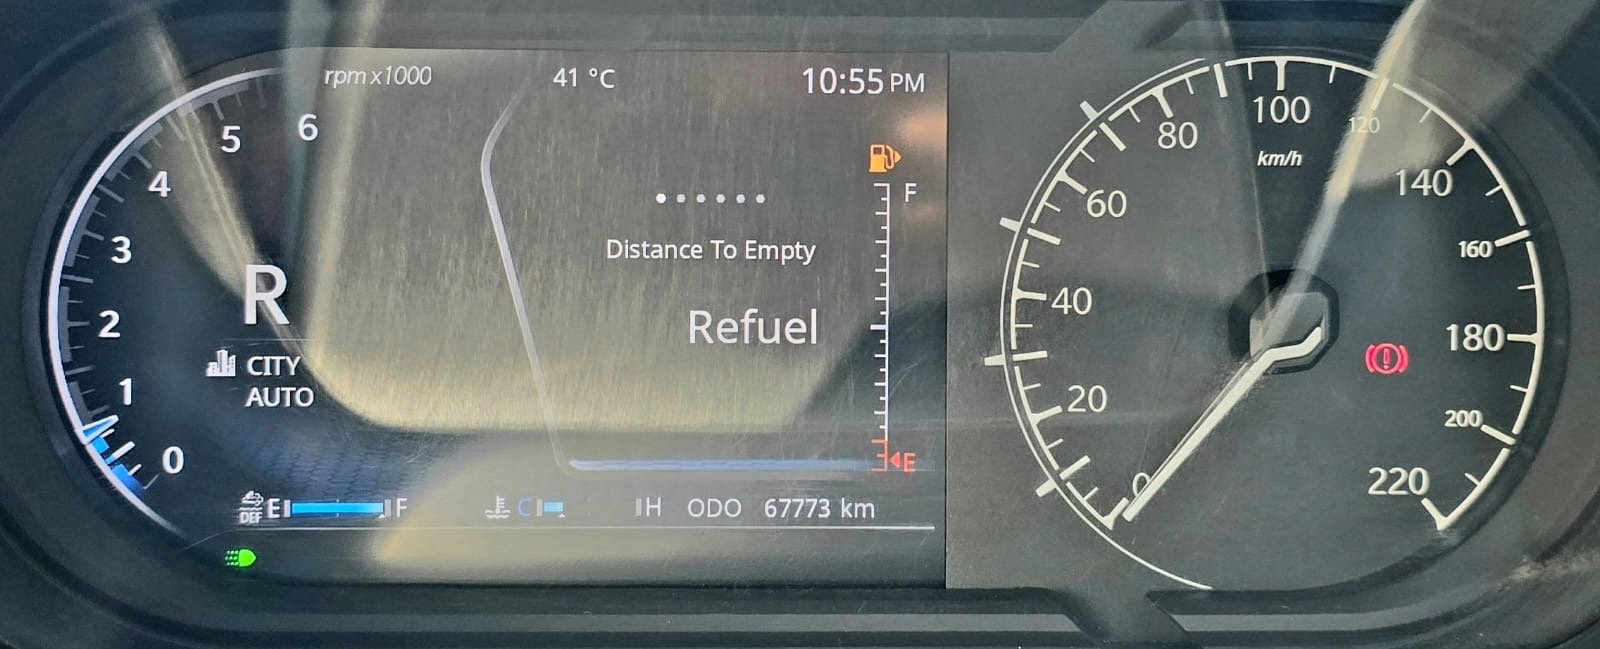 rpm x1000
41 °C
10:55 PM
6
5
4
3
2
1
0
R
CITY
AUTO
Distance To Empty
Refuel
F
E
DEF E F
C H
ODO 67773 km
0
20
40
60
80
100
120
140
160
180
200
220
km/h